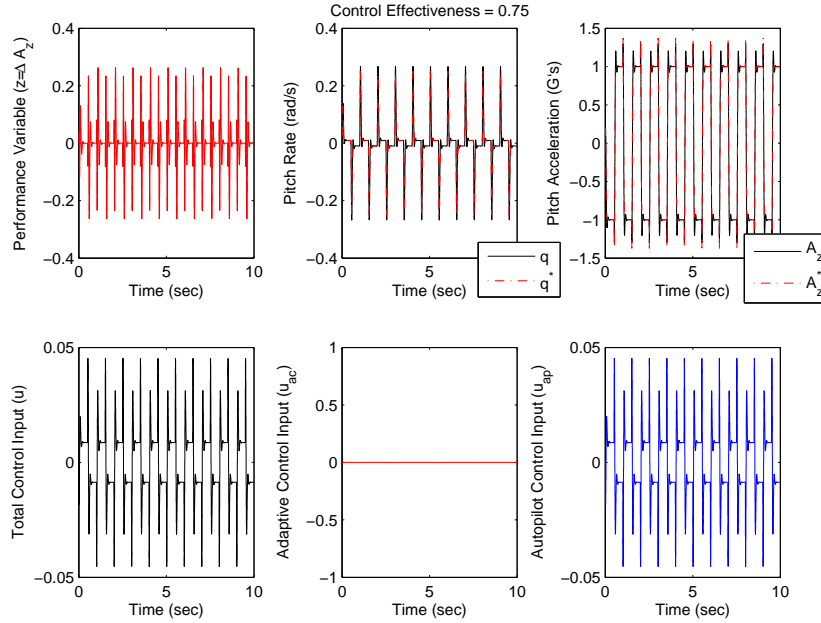 Control Effectiveness = 0.75
Performance Variable (z=Δ A_z)
0.4
0.2
0
−0.2
−0.4
0 5 10
Time (sec)
Pitch Rate (rad/s)
0.4
0.2
0
−0.2
−0.4
0 5 10
Time (sec)
q
q*
Pitch Acceleration (G's)
1.5
1
0.5
0
−0.5
−1
−1.5
0 5 10
Time (sec)
A_z
A_z*
Total Control Input (u)
0.05
0
−0.05
0 5 10
Time (sec)
Adaptive Control Input (u_ac)
1
0.5
0
−0.5
−1
0 5 10
Time (sec)
Autopilot Control Input (u_ap)
0.05
0
−0.05
0 5 10
Time (sec)